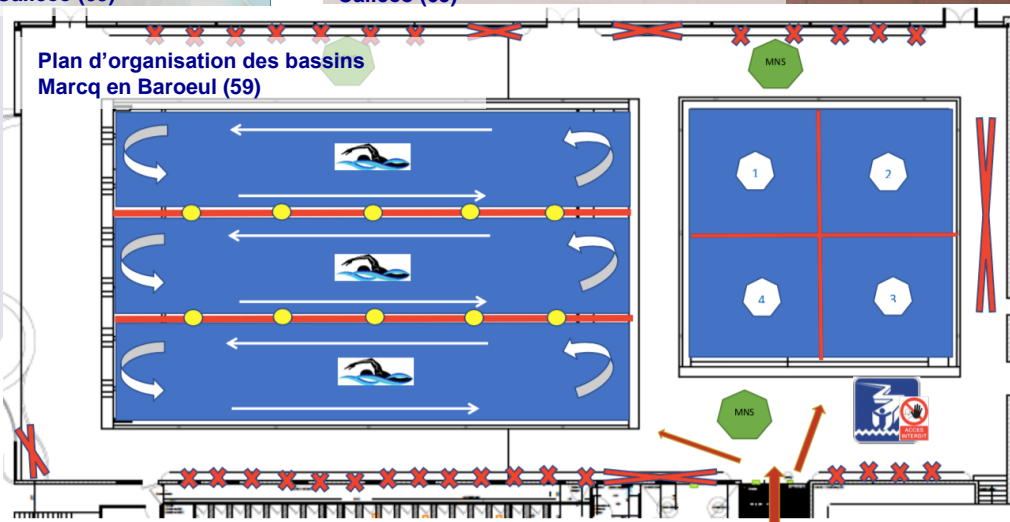 Plan d'organisation des bassins
Marcq en Baroeul (59)
MNS
1
2
4
3
MNS
ACCES
INTERDIT